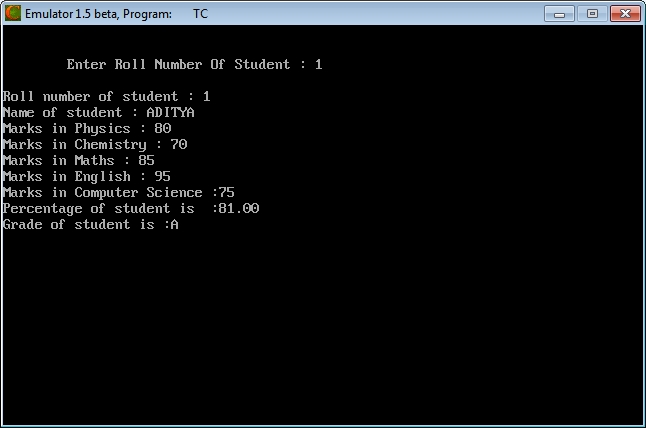 Emulator 1.5 beta, Program: TC
Enter Roll Number Of Student : 1
Roll number of student : 1
Name of student : ADITYA
Marks in Physics : 80
Marks in Chemistry : 70
Marks in Maths : 85
Marks in English : 95
Marks in Computer Science :75
Percentage of student is  :81.00
Grade of student is :A